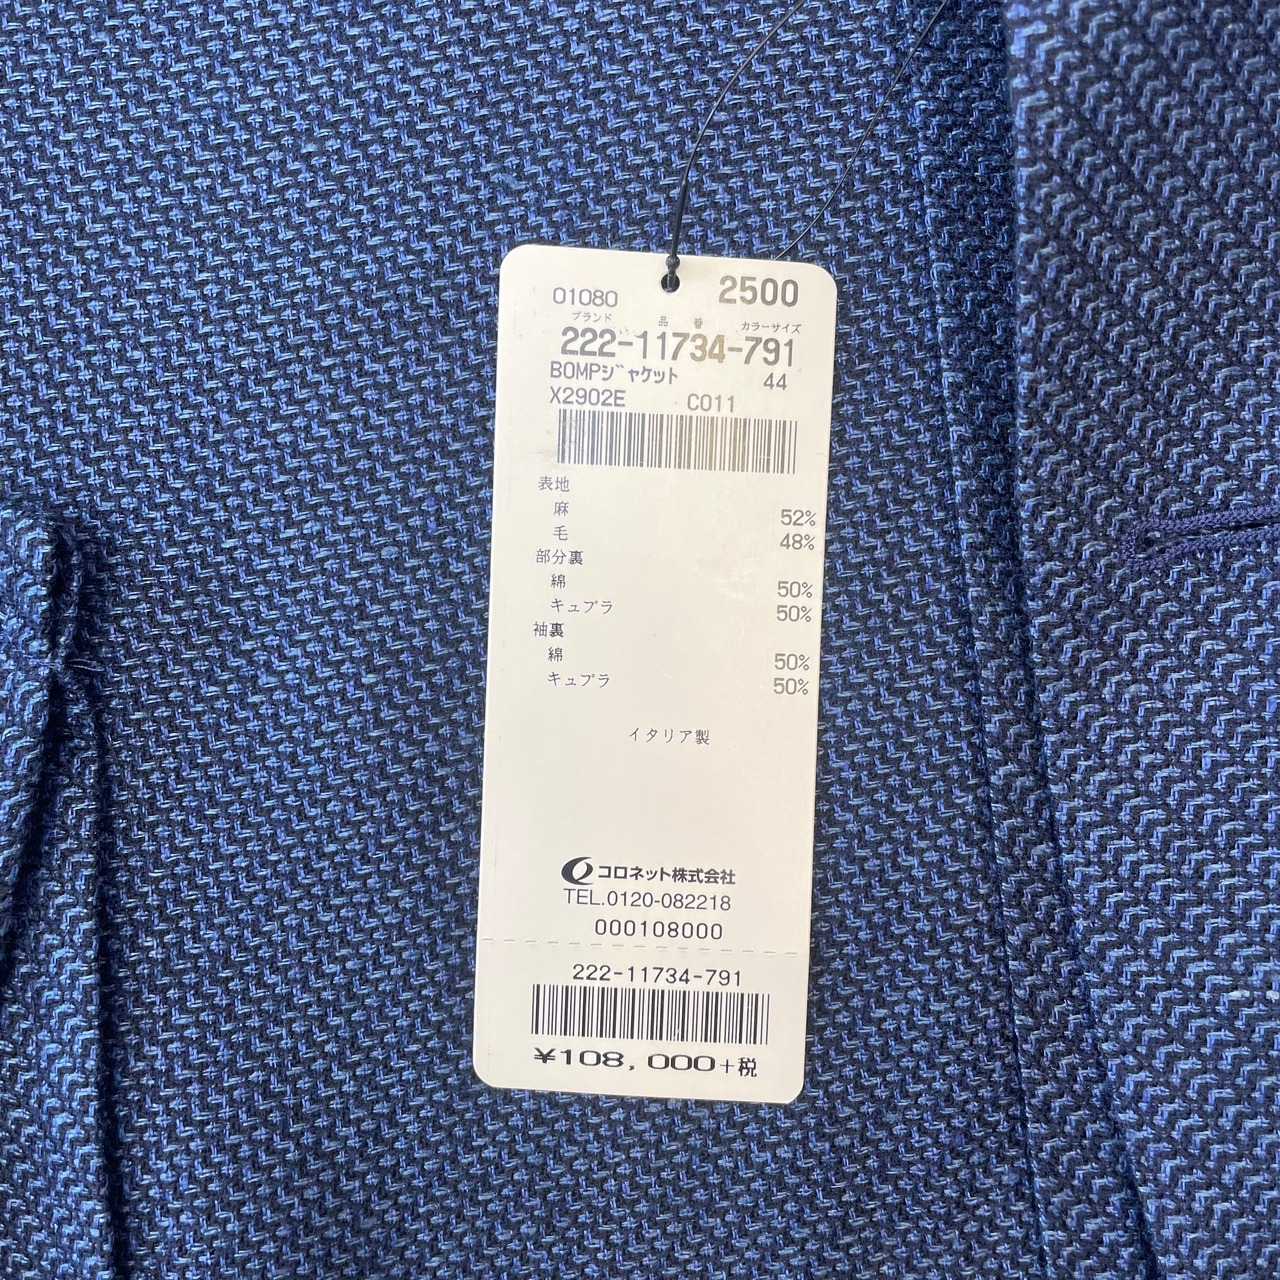 01080 2500
ブランド 品番 カラーサイズ
222-11734-791
BOMPジャケット 44
X2902E C011
表地
麻 52%
毛 48%
部分裏
綿 50%
キュプラ 50%
袖裏
綿 50%
キュプラ 50%
イタリア製
コロネット株式会社
TEL.0120-082218
000108000
222-11734-791
¥108,000+税